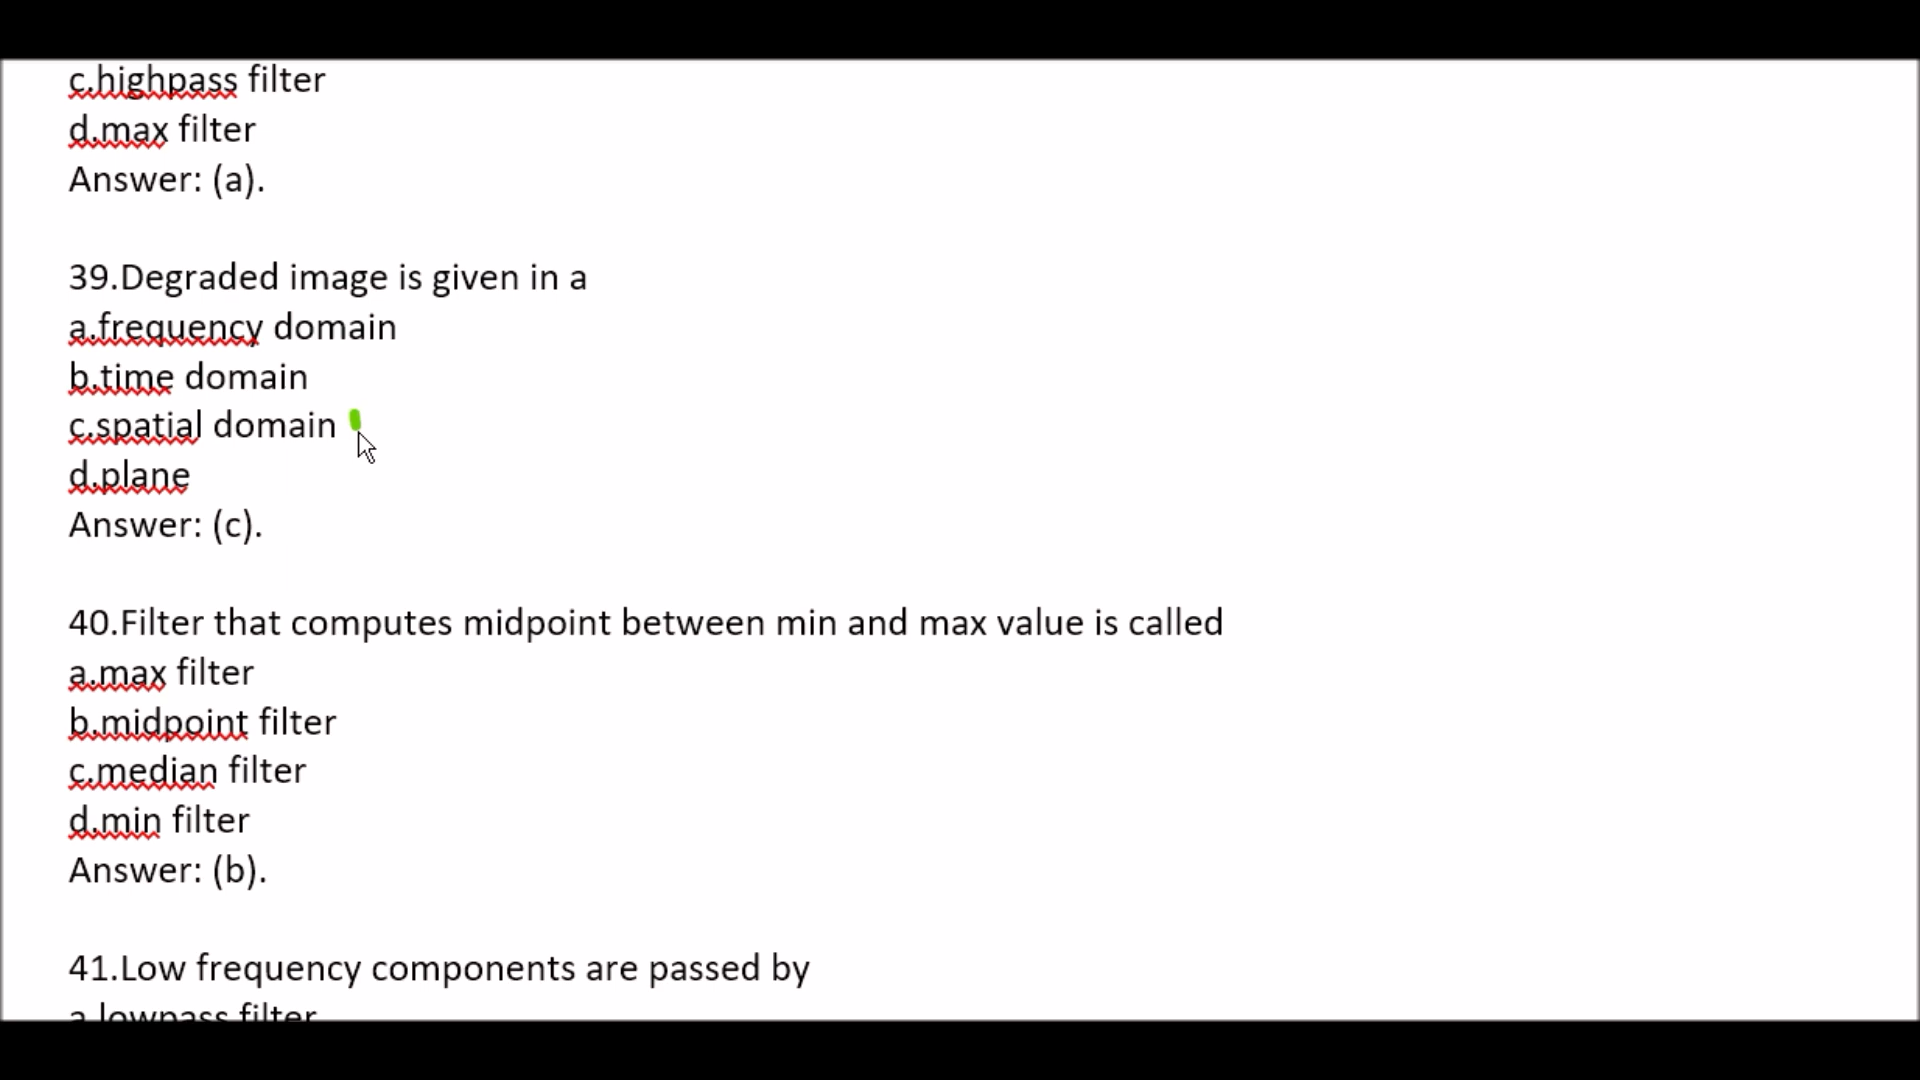 c.highpass filter
d.max filter
Answer: (a).
39.Degraded image is given in a
a.frequency domain
b.time domain
c.spatial domain
d.plane
Answer: (c).
40.Filter that computes midpoint between min and max value is called
a.max filter
b.midpoint filter
c.median filter
d.min filter
Answer: (b).
41.Low frequency components are passed by
a.lowpass filter